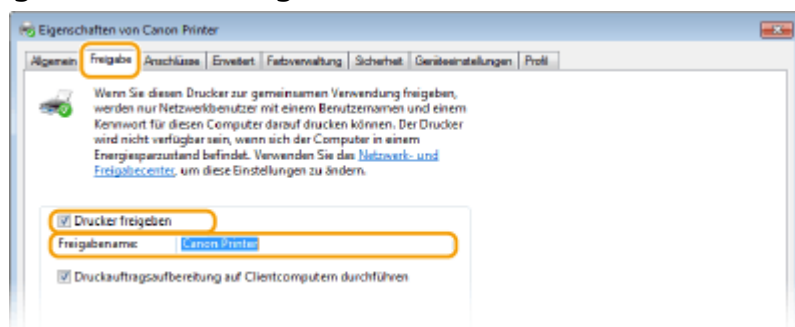 Eigenschaften von Canon Printer
Allgemein Freigabe Anschlüsse Erweitert Farbverwaltung Sicherheit Geräteeinstellungen Profil
Wenn Sie diesen Drucker zur gemeinsamen Verwendung freigeben,
werden nur Netzwerkbenutzer mit einem Benutzernamen und einem
Kennwort für diesen Computer darauf drucken können. Der Drucker
wird nicht verfügbar sein, wenn sich der Computer in einem
Energiesparzustand befindet. Verwenden Sie das Netzwerk- und
Freigabecenter, um diese Einstellungen zu ändern.
Drucker freigeben
Freigabename: Canon Printer
Druckauftragsaufbereitung auf Clientcomputern durchführen